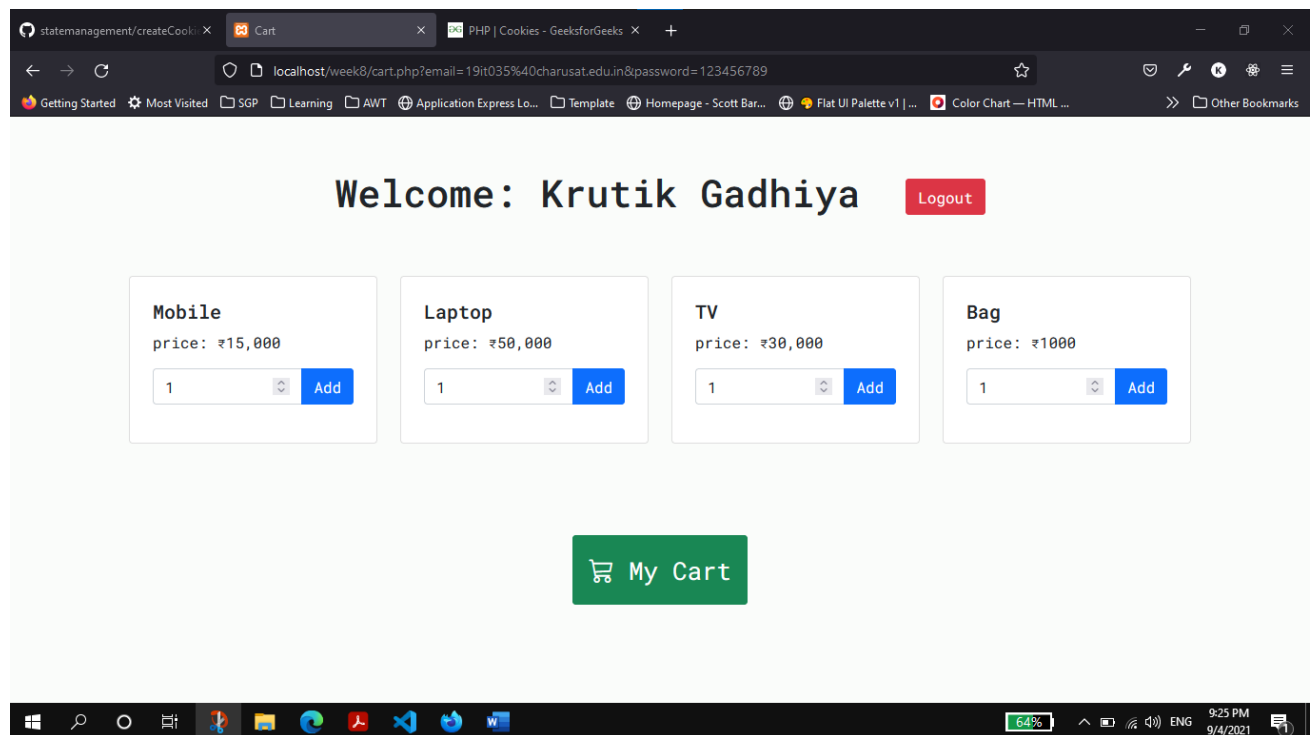 statemanagement/createCooki
Cart
PHP | Cookies - GeeksforGeeks
localhost/week8/cart.php?email=19it035%40charusat.edu.in&password=123456789
K
Getting Started Most Visited SGP Learning AWT Application Express Lo... Template Homepage - Scott Bar... Flat UI Palette v1 | ... Color Chart — HTML ... Other Bookmarks
Welcome: Krutik Gadhiya Logout
Mobile
price: ₹15,000
1 Add
Laptop
price: ₹50,000
1 Add
TV
price: ₹30,000
1 Add
Bag
price: ₹1000
1 Add
My Cart
64% ENG 9:25 PM
9/4/2021